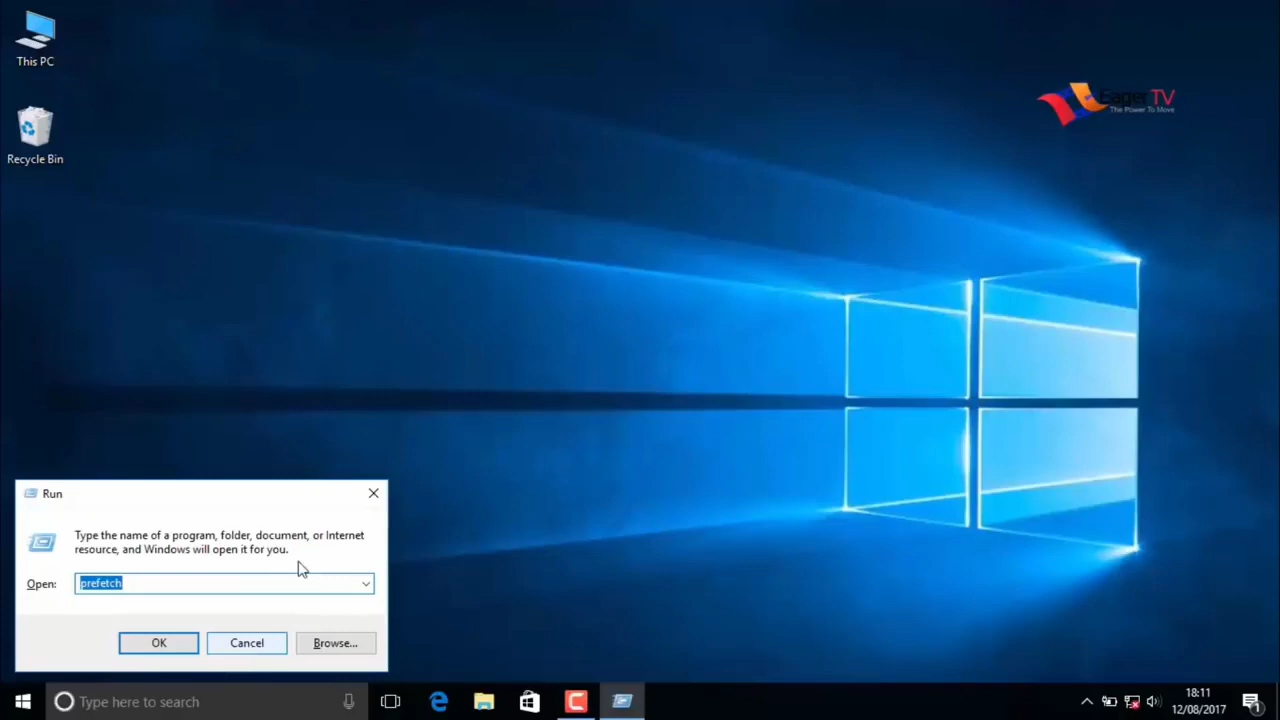 This PC
Recycle Bin
EagerTV
The Power To Move
Run
Type the name of a program, folder, document, or Internet
resource, and Windows will open it for you.
Open:
prefetch
OK
Cancel
Browse...
Type here to search
18:11
12/08/2017
1